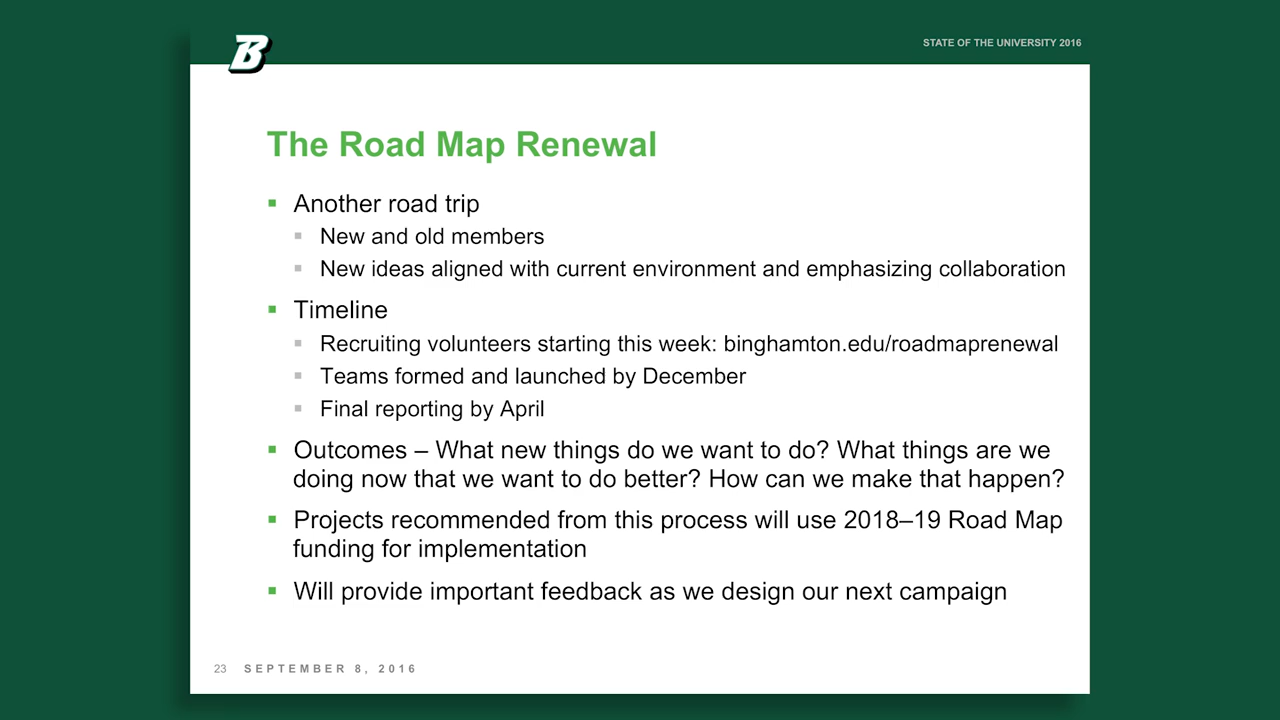 B
STATE OF THE UNIVERSITY 2016
The Road Map Renewal
Another road trip
New and old members
New ideas aligned with current environment and emphasizing collaboration
Timeline
Recruiting volunteers starting this week: binghamton.edu/roadmaprenewal
Teams formed and launched by December
Final reporting by April
Outcomes – What new things do we want to do? What things are we
doing now that we want to do better? How can we make that happen?
Projects recommended from this process will use 2018–19 Road Map
funding for implementation
Will provide important feedback as we design our next campaign
23 SEPTEMBER 8, 2016